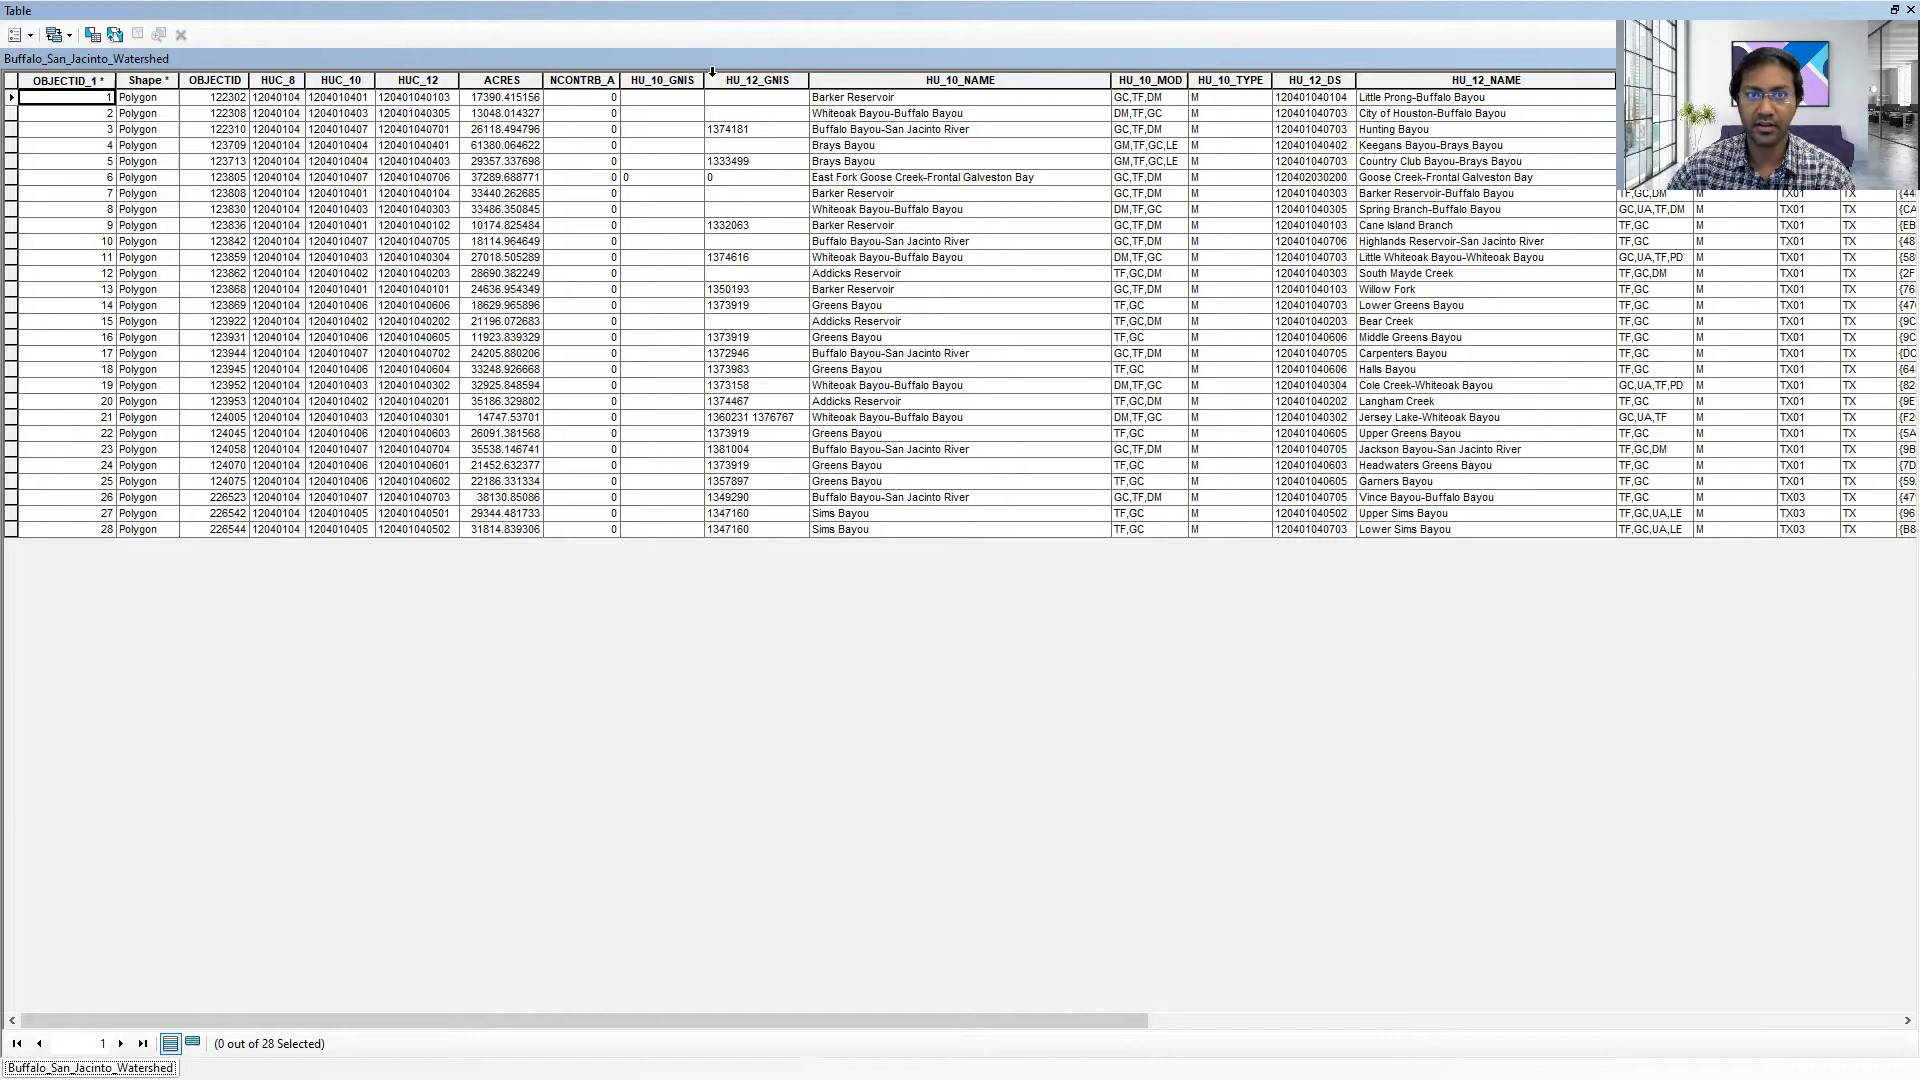 Table
Buffalo_San_Jacinto_Watershed
OBJECTID_1 * Shape * OBJECTID HUC_8 HUC_10 HUC_12 ACRES NCONTRB_A HU_10_GNIS HU_12_GNIS HU_10_NAME HU_10_MOD HU_10_TYPE HU_12_DS HU_12_NAME
1 Polygon 122302 12040104 1204010401 120401040103 17390.415156 0 Barker Reservoir GC,TF,DM M 120401040104 Little Prong-Buffalo Bayou
2 Polygon 122308 12040104 1204010403 120401040305 13048.014327 0 Whiteoak Bayou-Buffalo Bayou DM,TF,GC M 120401040703 City of Houston-Buffalo Bayou
3 Polygon 122310 12040104 1204010407 120401040701 26118.494796 0 1374181 Buffalo Bayou-San Jacinto River GC,TF,DM M 120401040703 Hunting Bayou
4 Polygon 123709 12040104 1204010404 120401040401 61380.064622 0 Brays Bayou GM,TF,GC,LE M 120401040402 Keegans Bayou-Brays Bayou
5 Polygon 123713 12040104 1204010404 120401040403 29357.337698 0 1333499 Brays Bayou GM,TF,GC,LE M 120401040703 Country Club Bayou-Brays Bayou
6 Polygon 123805 12040104 1204010407 120401040706 37289.688771 0 0 0 East Fork Goose Creek-Frontal Galveston Bay GC,TF,DM M 120402030200 Goose Creek-Frontal Galveston Bay
7 Polygon 123808 12040104 1204010401 120401040104 33440.262685 0 Barker Reservoir GC,TF,DM M 120401040303 Barker Reservoir-Buffalo Bayou TF,GC,DM M TX01 TX {44
8 Polygon 123830 12040104 1204010403 120401040303 33486.350845 0 Whiteoak Bayou-Buffalo Bayou DM,TF,GC M 120401040305 Spring Branch-Buffalo Bayou GC,UA,TF,DM M TX01 TX {CA
9 Polygon 123836 12040104 1204010401 120401040102 10174.825484 0 1332063 Barker Reservoir GC,TF,DM M 120401040103 Cane Island Branch TF,GC M TX01 TX {EB
10 Polygon 123842 12040104 1204010407 120401040705 18114.964649 0 Buffalo Bayou-San Jacinto River GC,TF,DM M 120401040706 Highlands Reservoir-San Jacinto River TF,GC M TX01 TX {48
11 Polygon 123859 12040104 1204010403 120401040304 27018.505289 0 1374616 Whiteoak Bayou-Buffalo Bayou DM,TF,GC M 120401040703 Little Whiteoak Bayou-Whiteoak Bayou GC,UA,TF,PD M TX01 TX {58
12 Polygon 123862 12040104 1204010402 120401040203 28690.382249 0 Addicks Reservoir TF,GC,DM M 120401040303 South Mayde Creek TF,GC,DM M TX01 TX {2F
13 Polygon 123868 12040104 1204010401 120401040101 24636.954349 0 1350193 Barker Reservoir GC,TF,DM M 120401040103 Willow Fork TF,GC M TX01 TX {76
14 Polygon 123869 12040104 1204010406 120401040606 18629.965896 0 1373919 Greens Bayou TF,GC M 120401040703 Lower Greens Bayou TF,GC M TX01 TX {47
15 Polygon 123922 12040104 1204010402 120401040202 21196.072683 0 Addicks Reservoir TF,GC,DM M 120401040203 Bear Creek TF,GC M TX01 TX {9C
16 Polygon 123931 12040104 1204010406 120401040605 11923.839329 0 1373919 Greens Bayou TF,GC M 120401040606 Middle Greens Bayou TF,GC M TX01 TX {9C
17 Polygon 123944 12040104 1204010407 120401040702 24205.880206 0 1372946 Buffalo Bayou-San Jacinto River GC,TF,DM M 120401040705 Carpenters Bayou TF,GC M TX01 TX {DC
18 Polygon 123945 12040104 1204010406 120401040604 33248.926668 0 1373983 Greens Bayou TF,GC M 120401040606 Halls Bayou TF,GC M TX01 TX {64
19 Polygon 123952 12040104 1204010403 120401040302 32925.848594 0 1373158 Whiteoak Bayou-Buffalo Bayou DM,TF,GC M 120401040304 Cole Creek-Whiteoak Bayou GC,UA,TF,PD M TX01 TX {82
20 Polygon 123953 12040104 1204010402 120401040201 35186.329802 0 1374467 Addicks Reservoir TF,GC,DM M 120401040202 Langham Creek TF,GC M TX01 TX {9E
21 Polygon 124005 12040104 1204010403 120401040301 14747.53701 0 1360231 1376767 Whiteoak Bayou-Buffalo Bayou DM,TF,GC M 120401040302 Jersey Lake-Whiteoak Bayou GC,UA,TF M TX01 TX {F2
22 Polygon 124045 12040104 1204010406 120401040603 26091.381568 0 1373919 Greens Bayou TF,GC M 120401040605 Upper Greens Bayou TF,GC M TX01 TX {5A
23 Polygon 124058 12040104 1204010407 120401040704 35538.146741 0 1381004 Buffalo Bayou-San Jacinto River GC,TF,DM M 120401040705 Jackson Bayou-San Jacinto River TF,GC,DM M TX01 TX {9B
24 Polygon 124070 12040104 1204010406 120401040601 21452.632377 0 1373919 Greens Bayou TF,GC M 120401040603 Headwaters Greens Bayou TF,GC M TX01 TX {7D
25 Polygon 124075 12040104 1204010406 120401040602 22186.331334 0 1357897 Greens Bayou TF,GC M 120401040605 Garners Bayou TF,GC M TX01 TX {59
26 Polygon 226523 12040104 1204010407 120401040703 38130.85086 0 1349290 Buffalo Bayou-San Jacinto River GC,TF,DM M 120401040705 Vince Bayou-Buffalo Bayou TF,GC M TX03 TX {47
27 Polygon 226542 12040104 1204010405 120401040501 29344.481733 0 1347160 Sims Bayou TF,GC M 120401040502 Upper Sims Bayou TF,GC,UA,LE M TX03 TX {96
28 Polygon 226544 12040104 1204010405 120401040502 31814.839306 0 1347160 Sims Bayou TF,GC M 120401040703 Lower Sims Bayou TF,GC,UA,LE M TX03 TX {B8
1 (0 out of 28 Selected)
Buffalo_San_Jacinto_Watershed